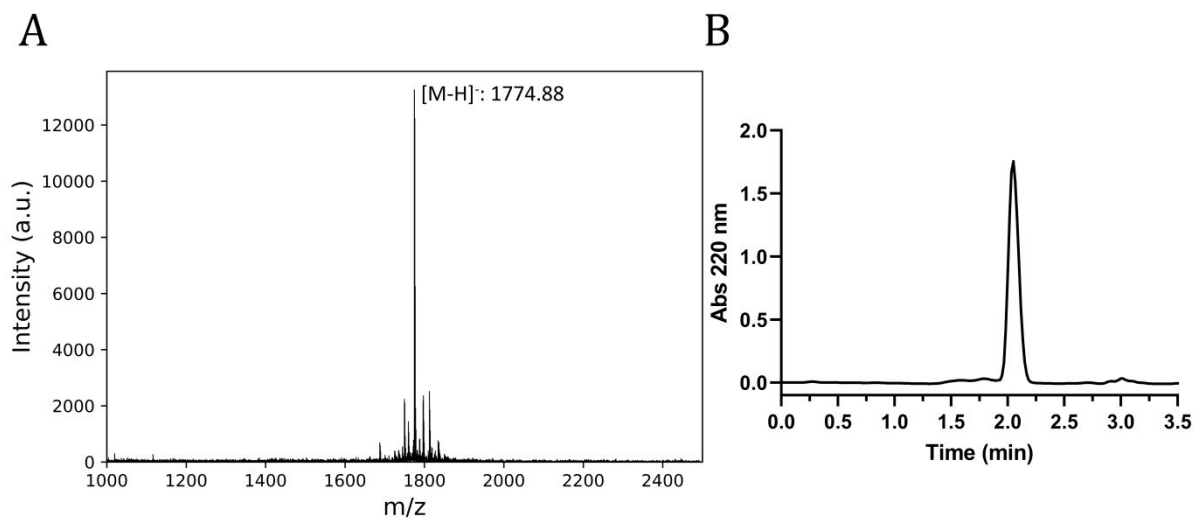 A
[M-H]⁻: 1774.88
Intensity (a.u.)
12000
10000
8000
6000
4000
2000
0
1000 1200 1400 1600 1800 2000 2200 2400
m/z
B
Abs 220 nm
2.0
1.5
1.0
0.5
0.0
0.0 0.5 1.0 1.5 2.0 2.5 3.0 3.5
Time (min)